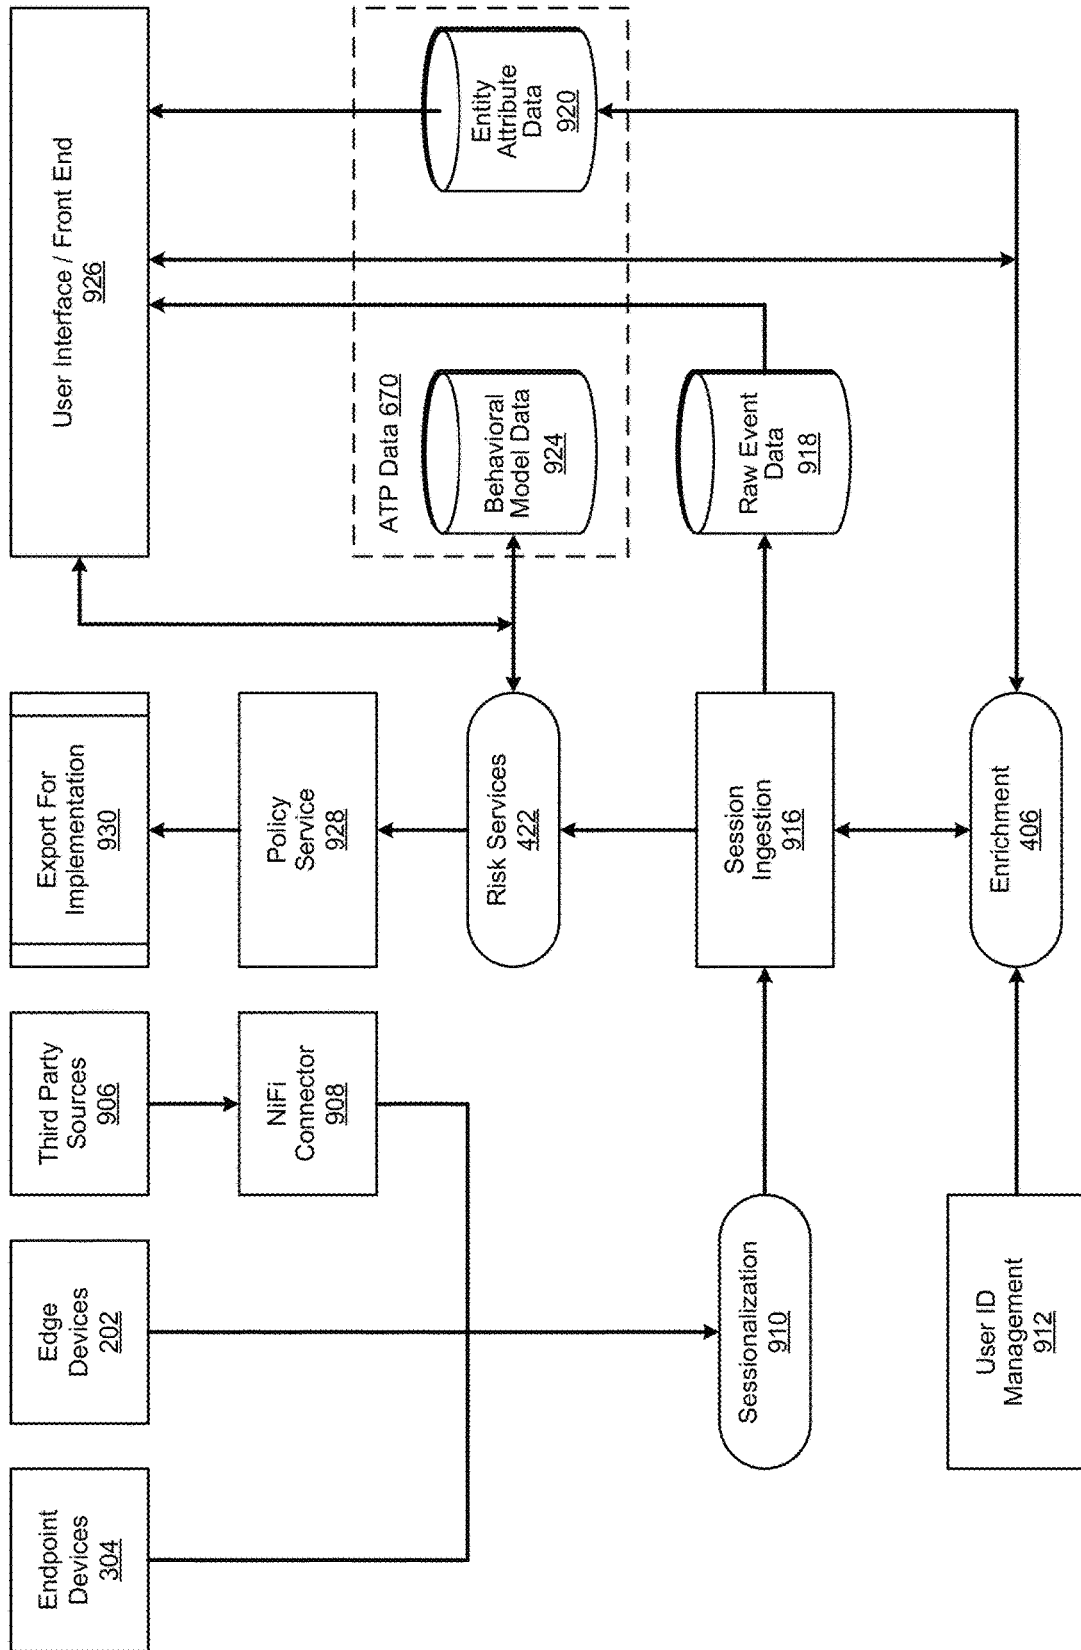 Endpoint
Devices
304
Edge
Devices
202
Third Party
Sources
906
Export For
Implementation
930
User Interface / Front End
926
NiFi
Connector
908
Policy
Service
928
ATP Data 670
Risk Services
422
Behavioral
Model Data
924
Entity
Attribute
Data
920
Sessionalization
910
Session
Ingestion
916
Raw Event
Data
918
User ID
Management
912
Enrichment
406